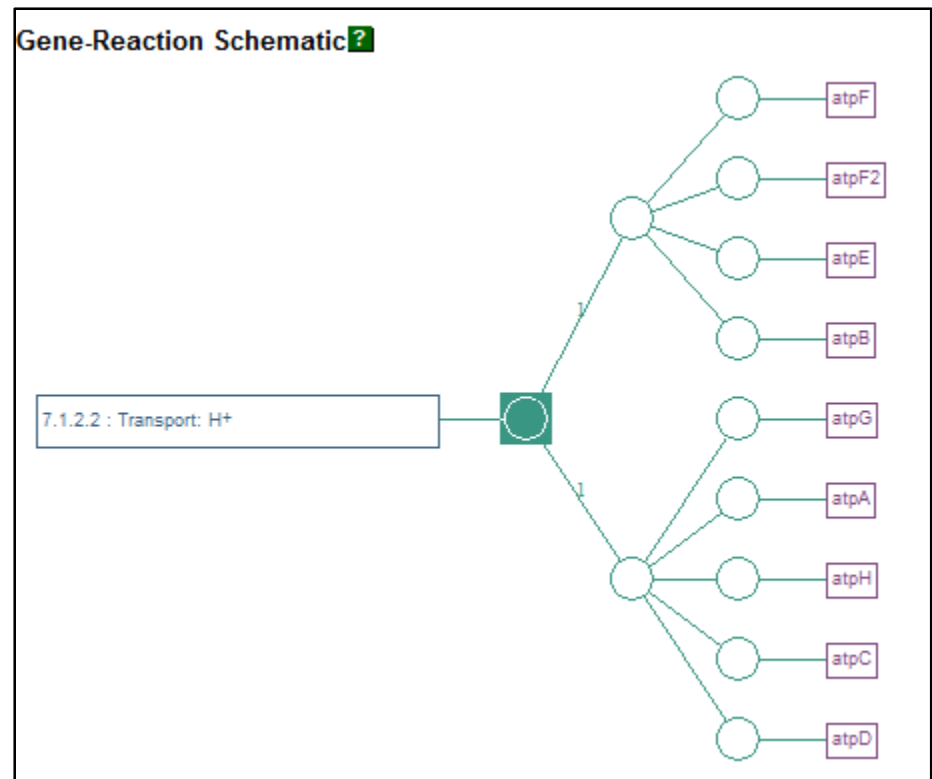 Gene-Reaction Schematic?
atpF
atpF2
atpE
atpB
1
7.1.2.2 : Transport: H+
atpG
1
atpA
atpH
atpC
atpD